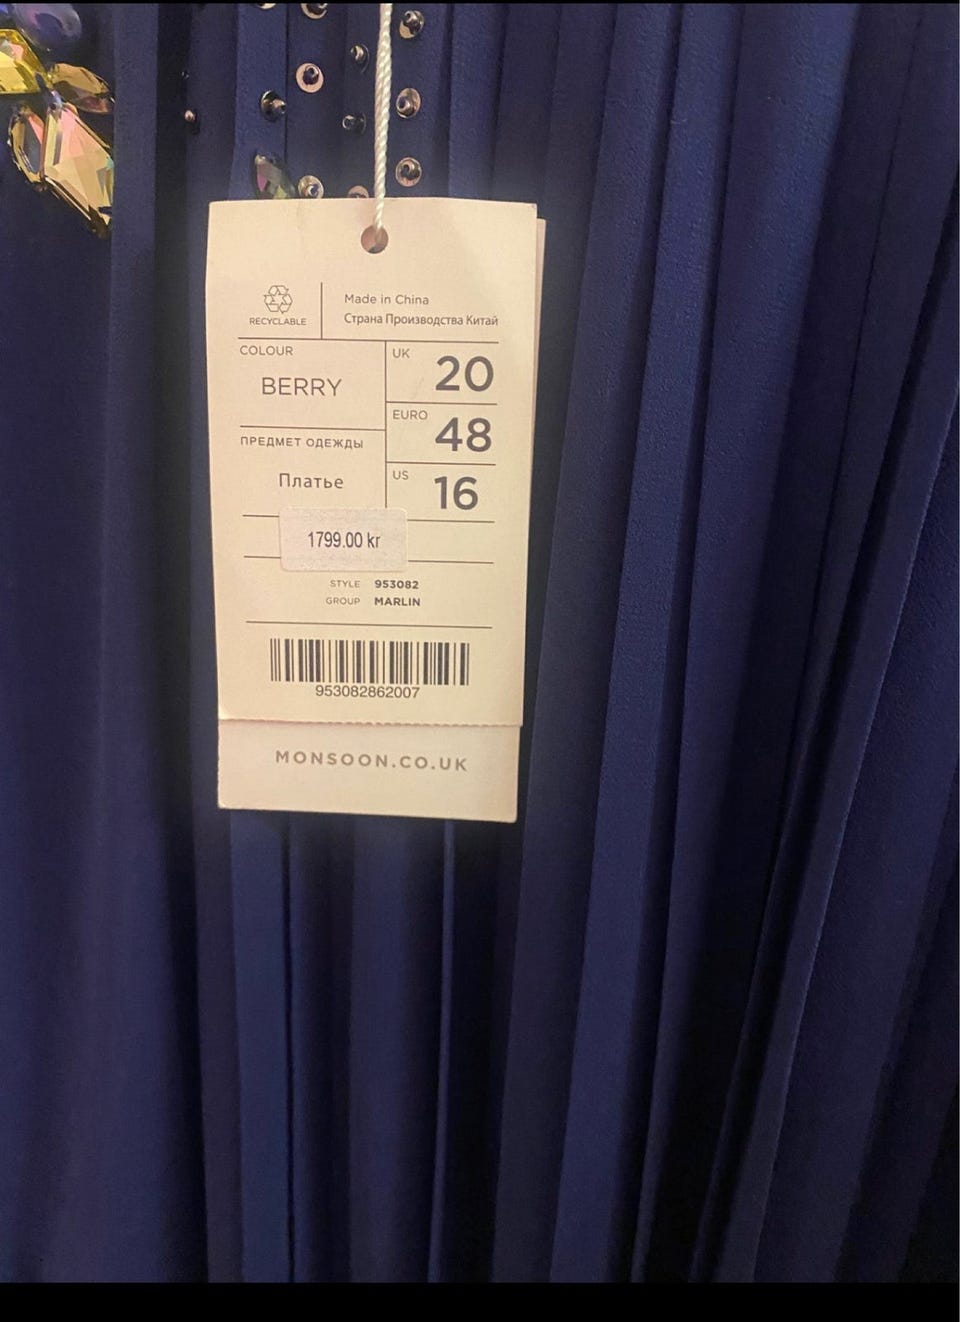 RECYCLABLE
Made in China
Страна Производства Китай
COLOUR
BERRY
UK 20
EURO 48
ПРЕДМЕТ ОДЕЖДЫ
Платье
US 16
1799.00 kr
STYLE 953082
GROUP MARLIN
953082862007
MONSOON.CO.UK